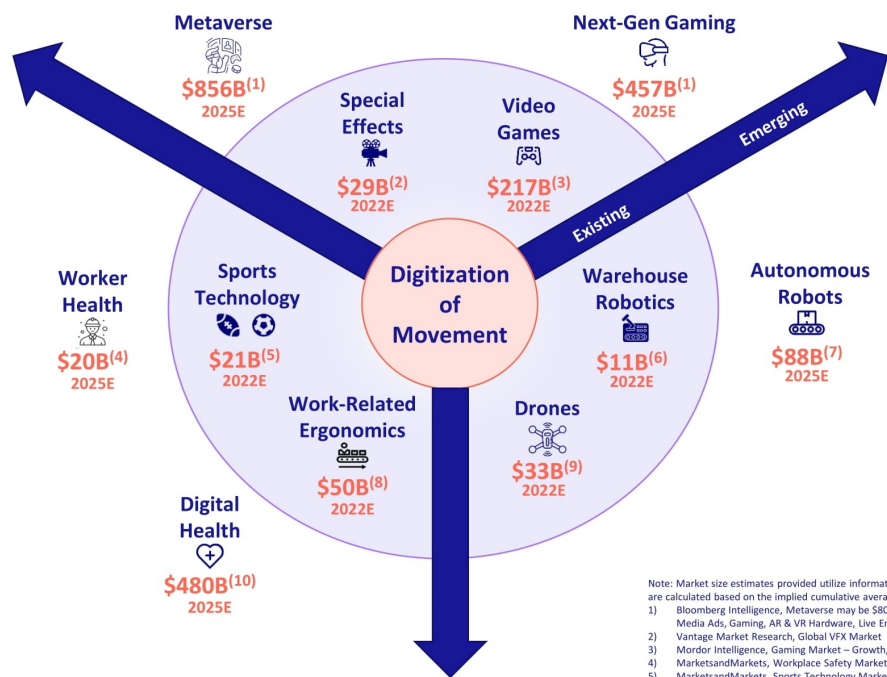 Metaverse
$856B(1)
2025E
Next-Gen Gaming
$457B(1)
2025E
Special
Effects
$29B(2)
2022E
Video
Games
$217B(3)
2022E
Emerging
Existing
Digitization
of
Movement
Worker
Health
$20B(4)
2025E
Sports
Technology
$21B(5)
2022E
Warehouse
Robotics
$11B(6)
2022E
Autonomous
Robots
$88B(7)
2025E
Work-Related
Ergonomics
$50B(8)
2022E
Drones
$33B(9)
2022E
Digital
Health
$480B(10)
2025E
Note: Market size estimates provided utilize
are calculated based on the implied cumulative
1) Bloomberg Intelligence, Metaverse may be
Media Ads, Gaming, AR & VR Hardware, Live
2) Vantage Market Research, Global VFX Market
3) Mordor Intelligence, Gaming Market – Growth,
4) MarketsandMarkets, Workplace Safety Market
5) MarketsandMarkets, Sports Technology